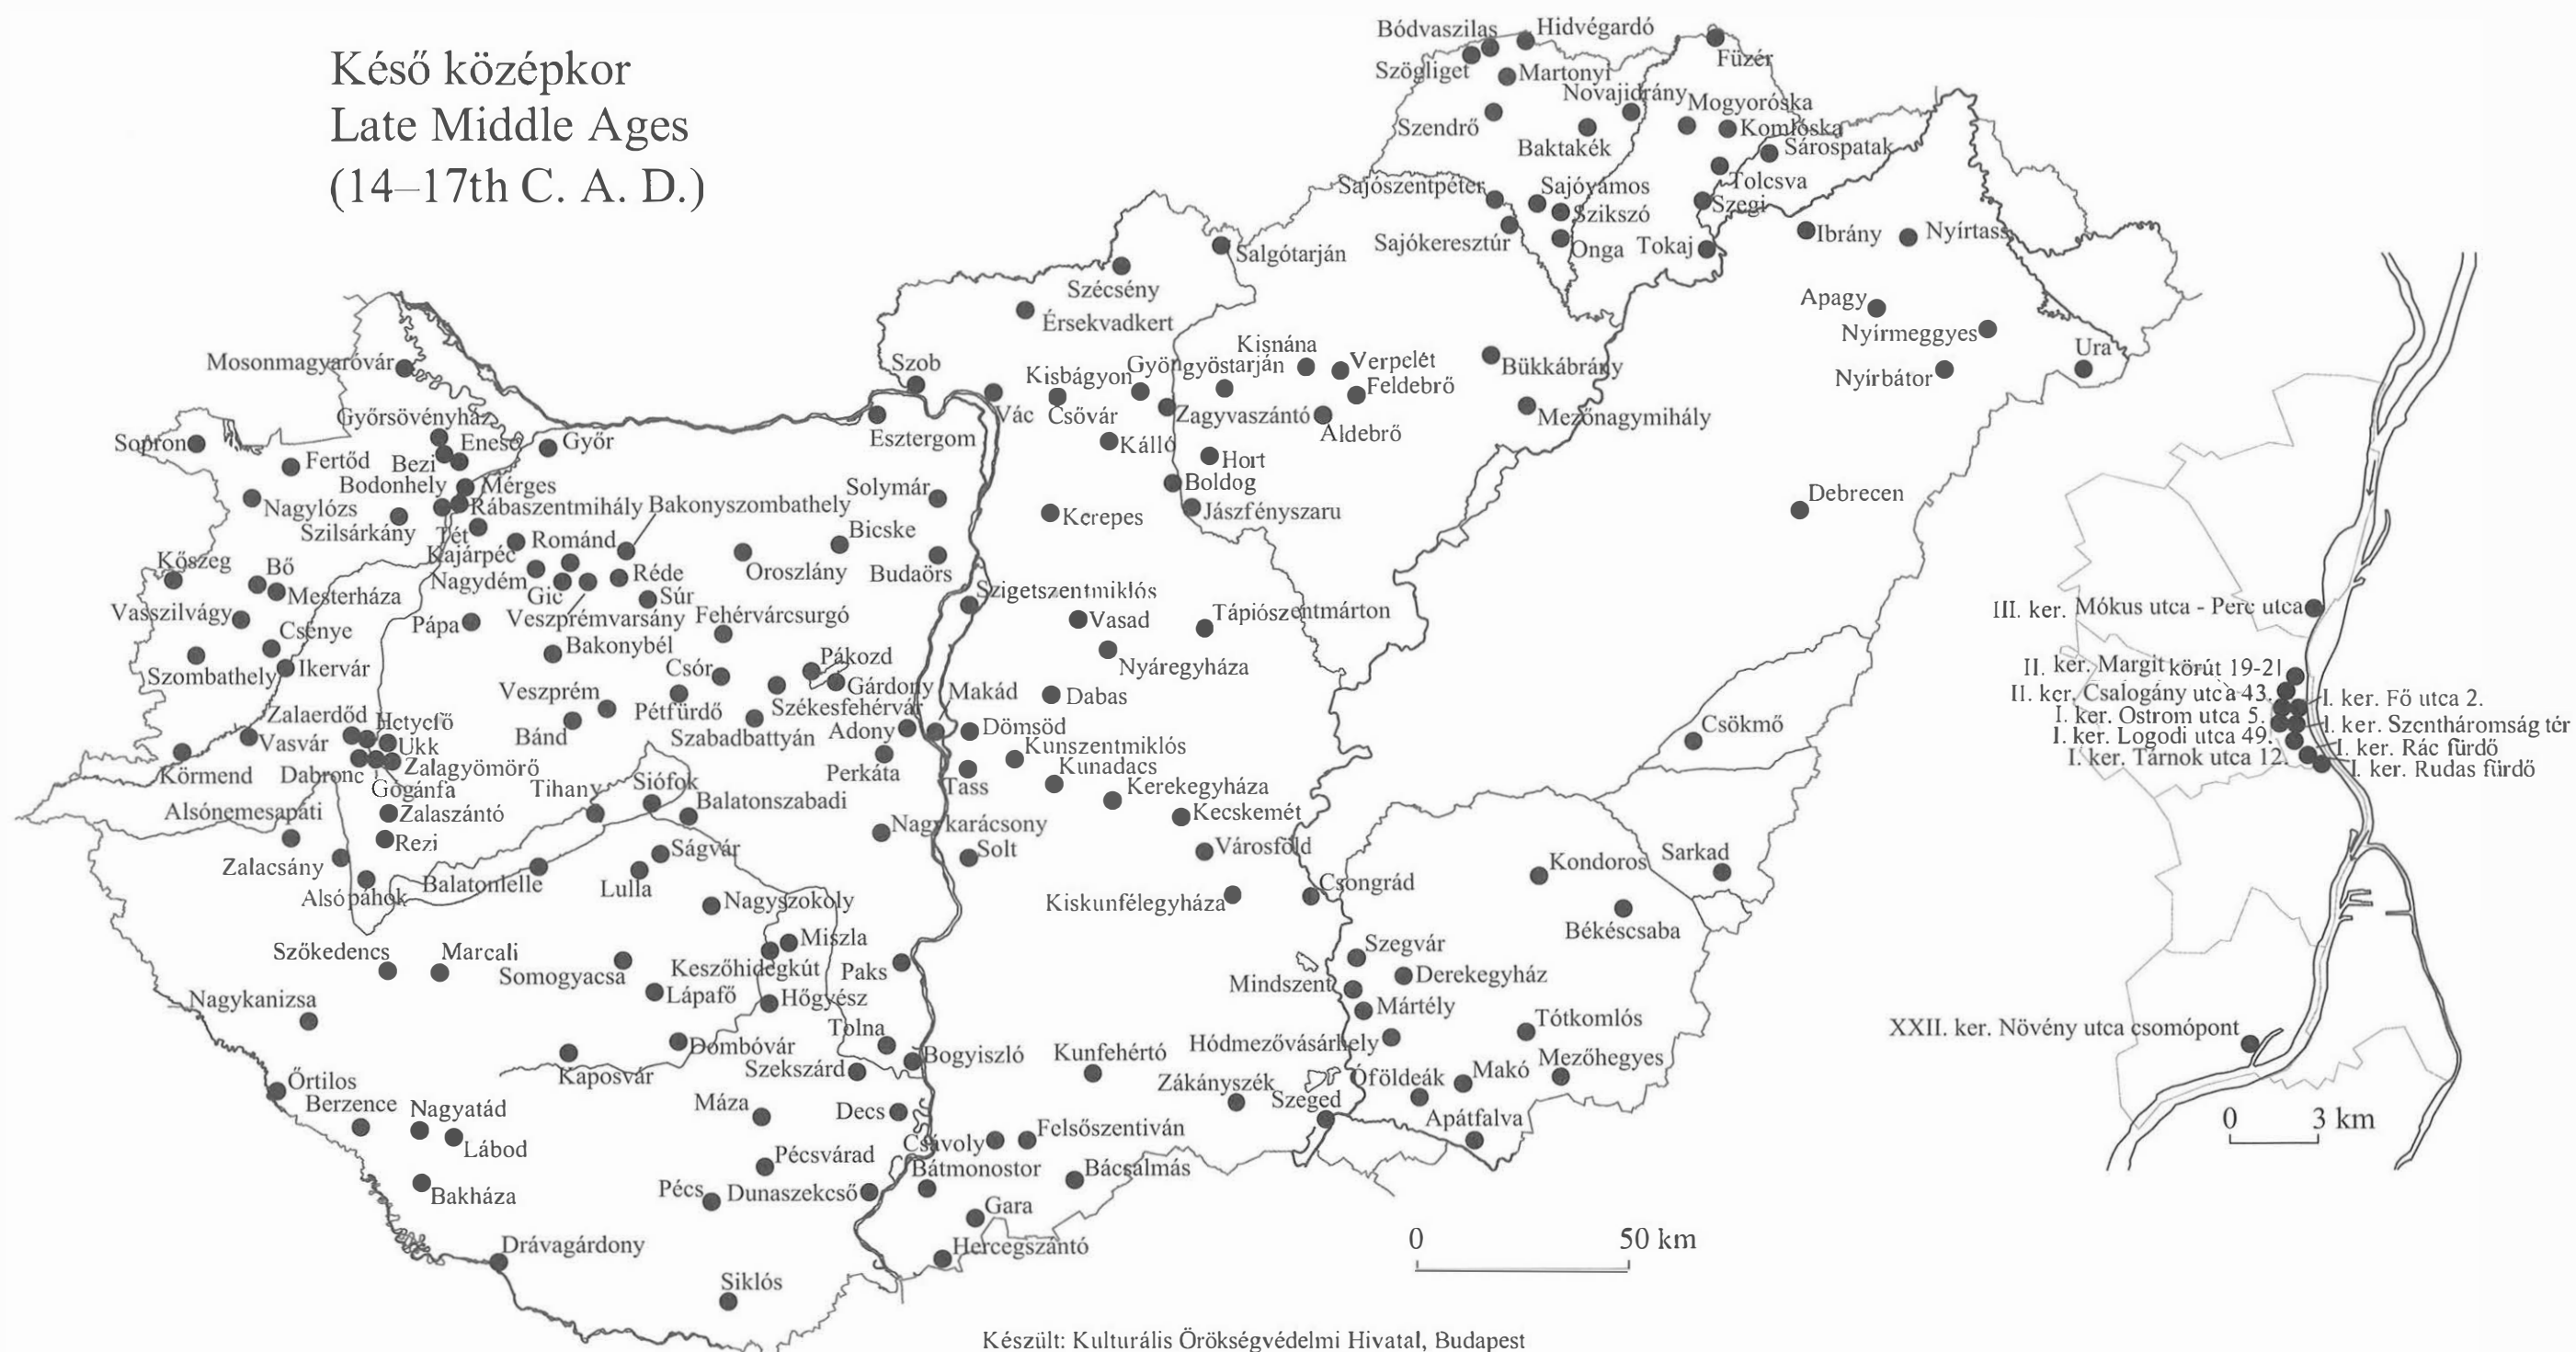 Késő középkor
Late Middle Ages
(14–17th C. A. D.)
Bódvaszilas
Hidvégardó
Szögliget
Martonyi
Füzér
Novajidrány
Mogyoróska
Szendrő
Baktakék
Komlóska
Sárospatak
Tolcsva
Sajószentpéter
Sajóvámos
Szikszó
Szegi
Sajókeresztúr
Onga
Tokaj
Ibrány
Nyírtass
Salgótarján
Szécsény
Érsekvadkert
Apagy
Nyírmeggyes
Ura
Nyírbátor
Mosonmagyaróvár
Szob
Kisbágyon
Gyöngyöstarján
Kisnána
Verpelét
Feldebrő
Bükkábrány
Győrsövényház
Sopron
Enese
Győr
Esztergom
Vác
Csővár
Zagyvaszántó
Aldebrő
Mezőnagymihály
Fertőd
Bezi
Kálló
Hort
Bodonhely
Mérges
Boldog
Nagylózs
Rábaszentmihály
Bakonyszombathely
Solymár
Kerepes
Jászfényszaru
Debrecen
Szilsárkány
Tét
Románd
Bicske
Kajárpéc
Kőszeg
Bő
Nagydém
Réde
Oroszlány
Budaörs
Mesterháza
Gic
Súr
Szigetszentmiklós
Vasszilvágy
Csénye
Pápa
Veszprémvarsány
Fehérvárcsurgó
Vasad
Tápiószentmárton
Bakonybél
Szombathely
Ikervár
Csór
Pákozd
Nyáregyháza
Gárdony
Makád
Dabas
Veszprém
Pétfürdő
Székesfehérvár
Zalaerdőd
Hetyefő
Adony
Dömsöd
Csökmő
Vasvár
Ukk
Bánd
Szabadbattyán
Kunszentmiklós
Körmend
Dabronc
Zalagyömörő
Perkáta
Kunadacs
Gógánfa
Tihany
Siófok
Tass
Kerekegyháza
Alsónemesapáti
Zalaszántó
Balatonszabadi
Kecskemét
Rezi
Nagykarácsony
Zalacsány
Ságvár
Solt
Városföld
Alsópáhok
Balatonlelle
Lulla
Kondoros
Sarkad
Nagyszokoly
Kiskunfélegyháza
Csongrád
Békéscsaba
Szőkedencs
Marcali
Miszla
Somogyacsa
Keszőhidegkút
Paks
Szegvár
Lápafő
Hőgyész
Mindszent
Derekegyház
Nagykanizsa
Mártély
Tolna
Tótkomlós
Dombóvár
Bogyiszló
Kunfehértó
Hódmezővásárhely
Kaposvár
Szekszárd
Zákányszék
Óföldeák
Makó
Mezőhegyes
Őrtilos
Berzence
Nagyatád
Máza
Decs
Szeged
Apátfalva
Lábod
Csávoly
Felsőszentiván
Pécsvárad
Bátmonostor
Bácsalmás
Bakháza
Pécs
Dunaszekcső
Gara
Drávagárdony
Hercegszántó
Siklós
0 50 km
III. ker. Mókus utca - Perc utca
II. ker. Margit körút 19-21
II. ker. Csalogány utca 43.
I. ker. Fő utca 2.
I. ker. Ostrom utca 5.
I. ker. Szentháromság tér
I. ker. Logodi utca 49.
I. ker. Rác fürdő
I. ker. Tárnok utca 12.
I. ker. Rudas fürdő
XXII. ker. Növény utca csomópont
0 3 km
Készült: Kulturális Örökségvédelmi Hivatal, Budapest